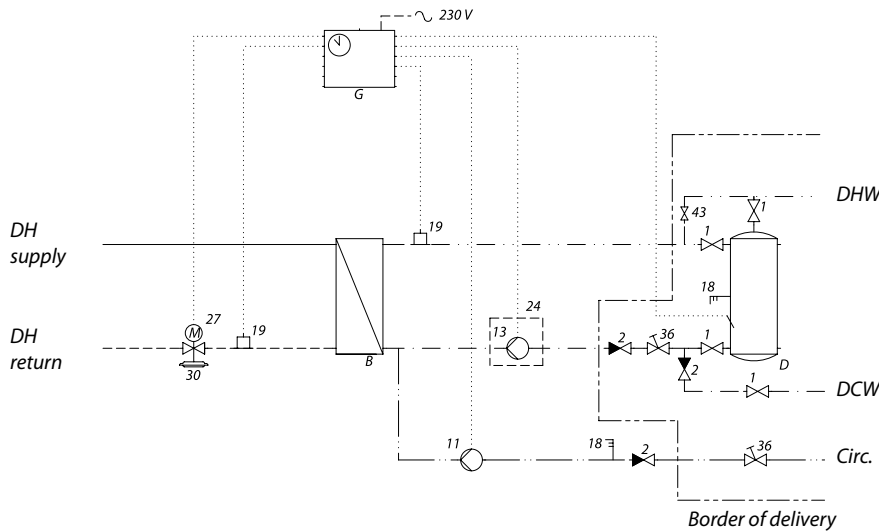 230 V
G
DHW
1
43
DH
supply
19
1
18
24
27
19
13
2
36
1
M
DH
return
30
B
D
2
1
DCW
11
18
2
36
Circ.
Border of delivery